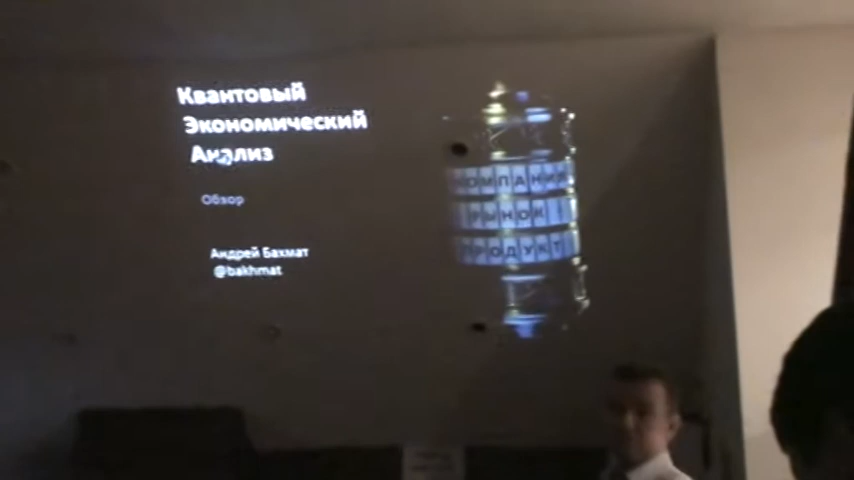 Квантовый
Экономический
Анализ
Обзор
Андрей Бахмат
@bakhmat
КОМПАНИЯ
РЫНОК
ПРОДУКТ